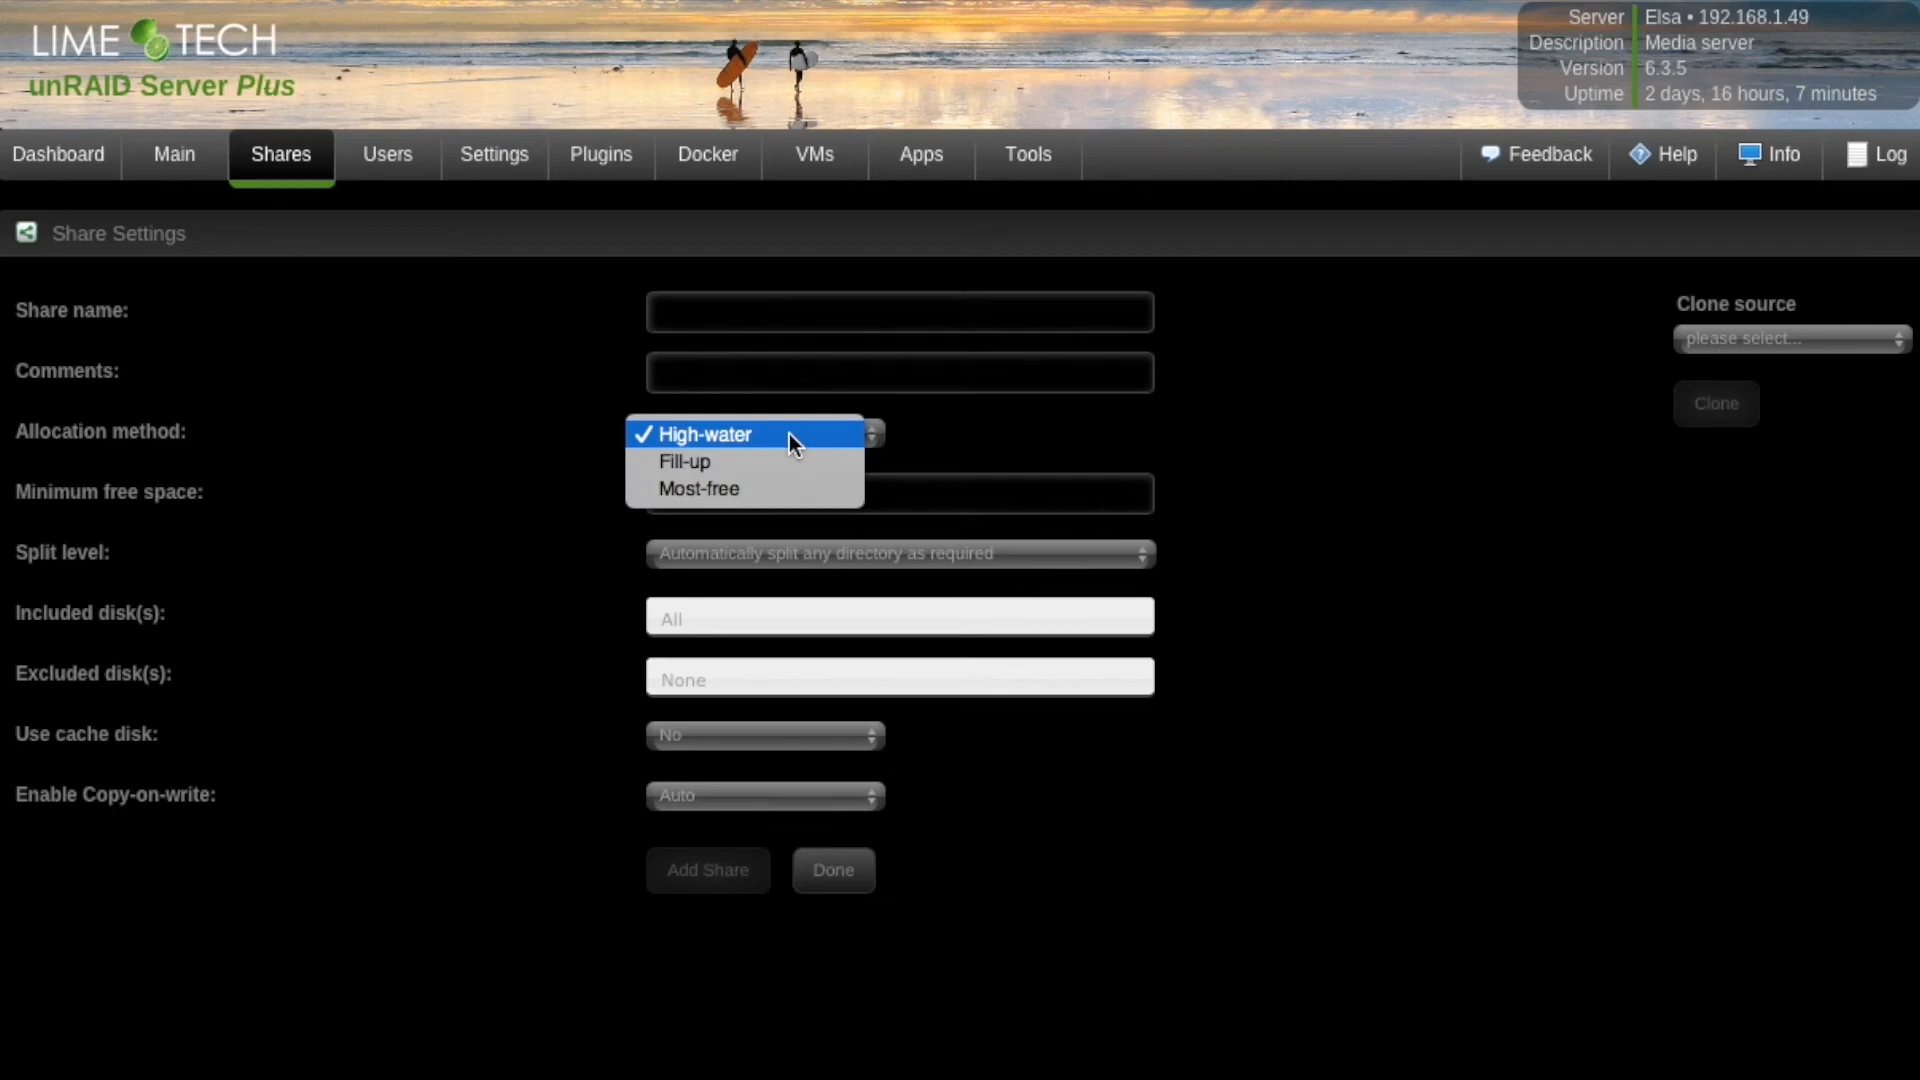 LIME TECH
unRAID Server Plus
Server Elsa • 192.168.1.49
Description Media server
Version 6.3.5
Uptime 2 days, 16 hours, 7 minutes
Dashboard Main Shares Users Settings Plugins Docker VMs Apps Tools Feedback Help Info Log
Share Settings
Share name:
Clone source
please select...
Comments:
Clone
Allocation method: High-water
Fill-up
Most-free
Minimum free space:
Split level: Automatically split any directory as required
Included disk(s): All
Excluded disk(s): None
Use cache disk: No
Enable Copy-on-write: Auto
Add Share Done